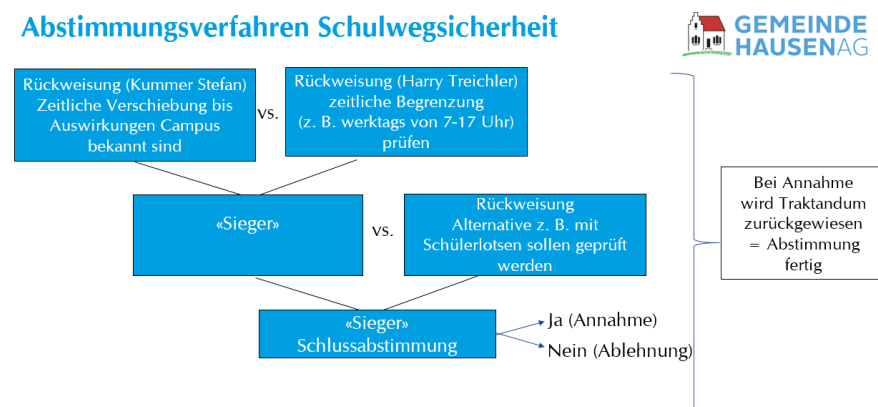 Abstimmungsverfahren Schulwegsicherheit
GEMEINDE
HAUSENAG
Rückweisung (Kummer Stefan)
Zeitliche Verschiebung bis
Auswirkungen Campus
bekannt sind
vs.
Rückweisung (Harry Treichler)
zeitliche Begrenzung
(z. B. werktags von 7-17 Uhr)
prüfen
«Sieger»
vs.
Rückweisung
Alternative z. B. mit
Schülerlotsen sollen geprüft
werden
Bei Annahme
wird Traktandum
zurückgewiesen
= Abstimmung
fertig
«Sieger»
Schlussabstimmung
Ja (Annahme)
Nein (Ablehnung)